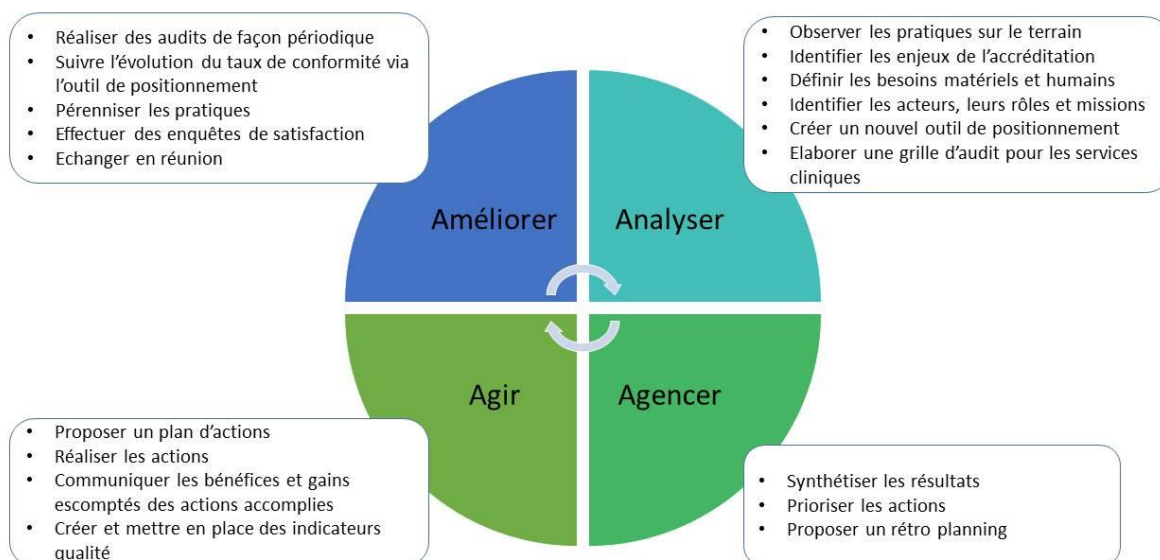 • Réaliser des audits de façon périodique
• Suivre l’évolution du taux de conformité via
l’outil de positionnement
• Pérenniser les pratiques
• Effectuer des enquêtes de satisfaction
• Echanger en réunion
• Observer les pratiques sur le terrain
• Identifier les enjeux de l’accréditation
• Définir les besoins matériels et humains
• Identifier les acteurs, leurs rôles et missions
• Créer un nouvel outil de positionnement
• Elaborer une grille d’audit pour les services
cliniques
Améliorer
Analyser
Agir
Agencer
• Proposer un plan d’actions
• Réaliser les actions
• Communiquer les bénéfices et gains
escomptés des actions accomplies
• Créer et mettre en place des indicateurs
qualité
• Synthétiser les résultats
• Prioriser les actions
• Proposer un rétro planning